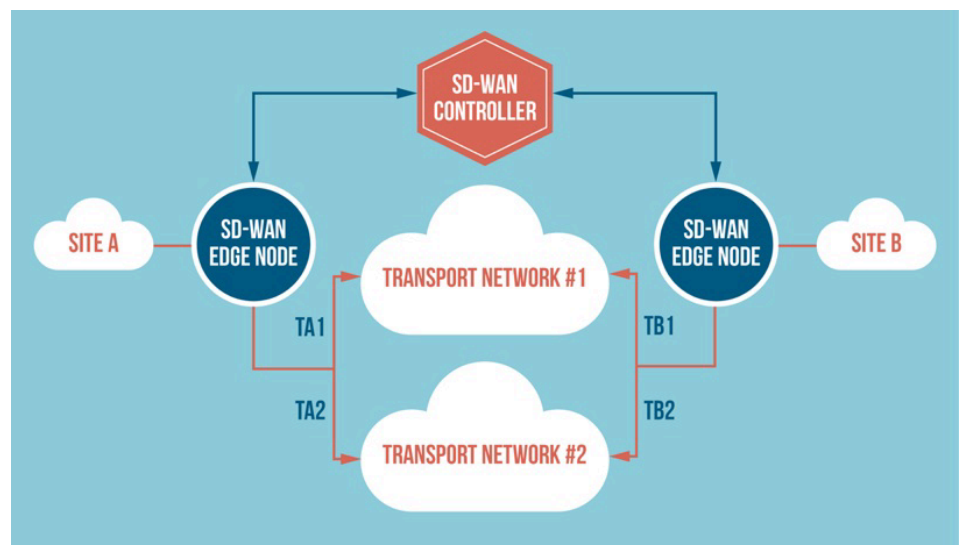 SD-WAN
CONTROLLER
SITE A
SD-WAN
EDGE NODE
SD-WAN
EDGE NODE
SITE B
TRANSPORT NETWORK #1
TA1
TB1
TA2
TB2
TRANSPORT NETWORK #2